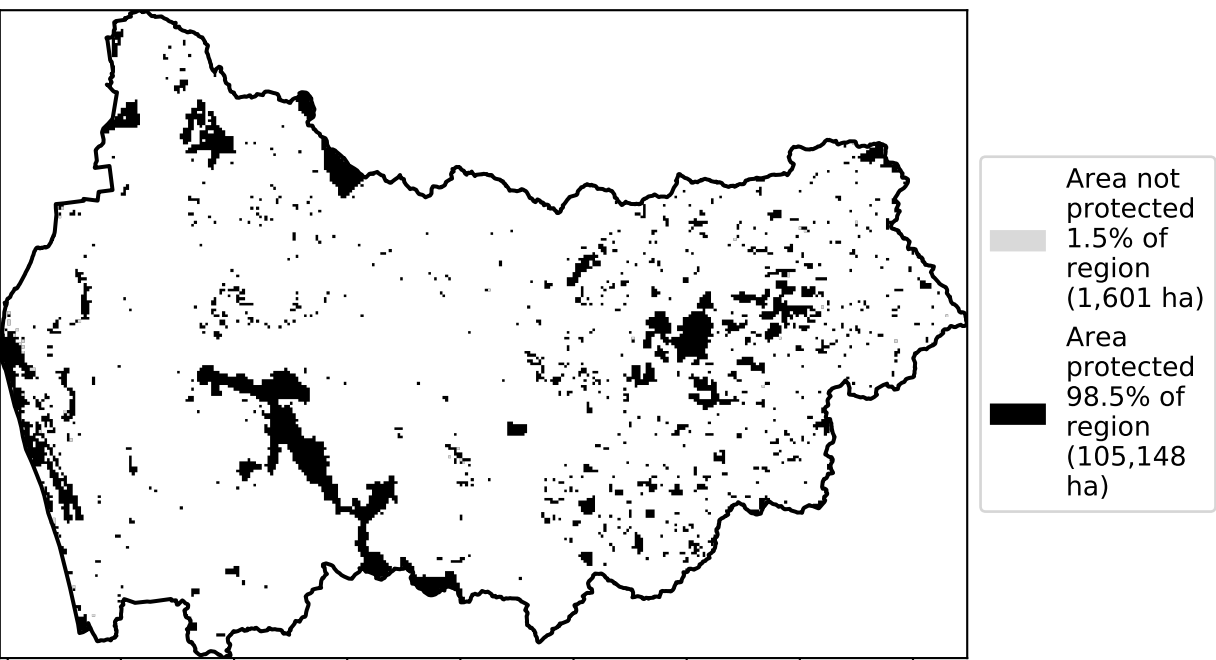 Area not
protected
1.5% of
region
(1,601 ha)
Area
protected
98.5% of
region
(105,148
ha)